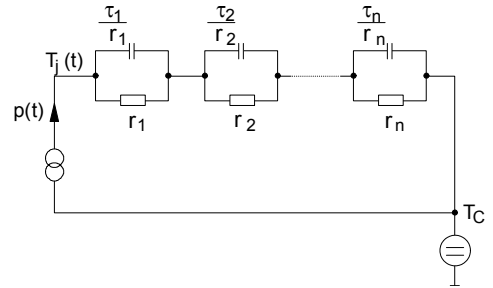 τ1 τ2 τn
r1 r2 rn
Tj (t)
p(t)
r1 r2 rn
TC